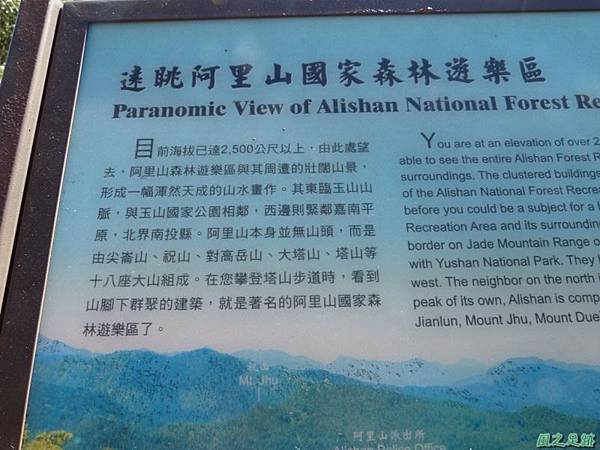 遠眺阿里山國家森林遊樂區
Paranomic View of Alishan National Forest Re
目前海拔已達2,500公尺以上，由此處望
去，阿里山森林遊樂區與其周遭的壯闊山景，
形成一幅渾然天成的山水畫作。其東臨玉山山
脈，與玉山國家公園相鄰，西邊則緊鄰嘉南平
原，北界南投縣。阿里山本身並無山頭，而是
由尖崙山、祝山、對高岳山、大塔山、塔山等
十八座大山組成。在您攀登塔山步道時，看到
山腳下群聚的建築，就是著名的阿里山國家森
林遊樂區了。
You are at an elevation of over 2
able to see the entire Alishan Forest R
surroundings. The clustered buildings
of the Alishan National Forest Recrea
before you could be a subject for a
Recreation Area and its surroundin
border on Jade Mountain Range o
with Yushan National Park. They
west. The neighbor on the north i
peak of its own, Alishan is comp
Jianlun, Mount Jhu, Mount Due
祝山
Mt. Jhu
阿里山派出所
Alishan Police Office
風之思跡